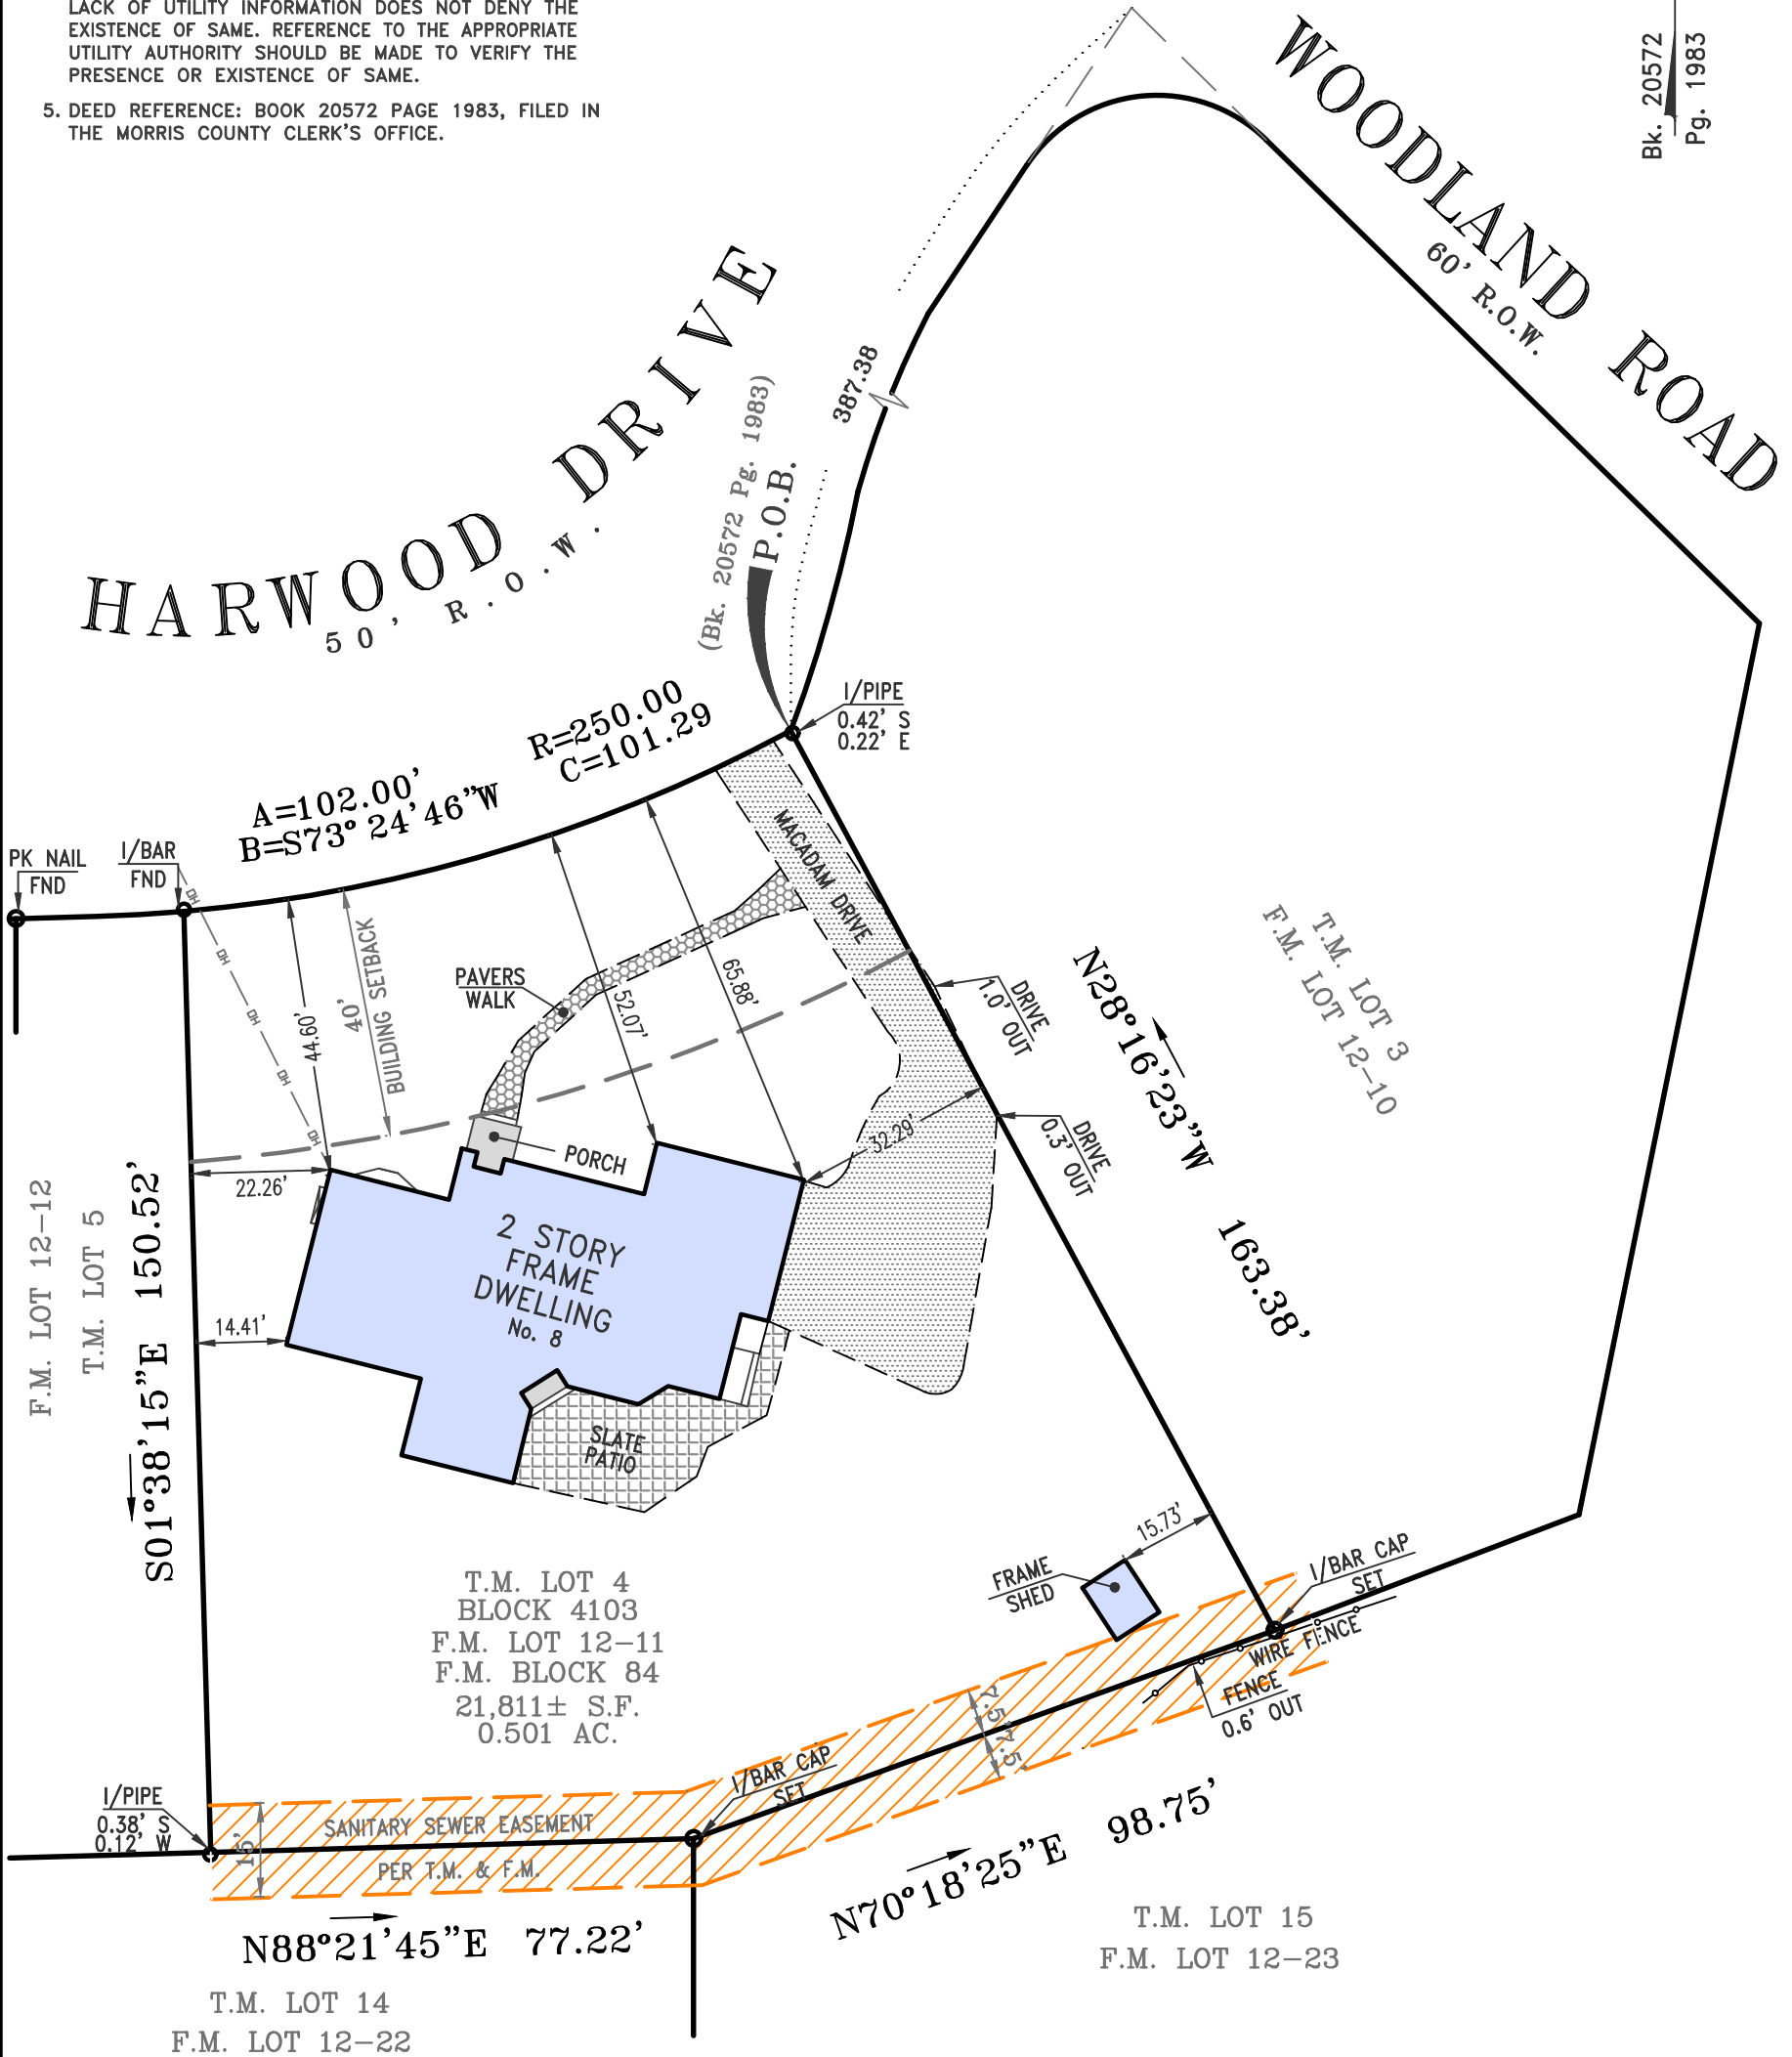 LACK OF UTILITY INFORMATION DOES NOT DENY THE
EXISTENCE OF SAME. REFERENCE TO THE APPROPRIATE
UTILITY AUTHORITY SHOULD BE MADE TO VERIFY THE
PRESENCE OR EXISTENCE OF SAME.
5. DEED REFERENCE: BOOK 20572 PAGE 1983, FILED IN
THE MORRIS COUNTY CLERK'S OFFICE.
Bk. 20572
Pg. 1983
WOODLAND ROAD
60' R.O.W.
HARWOOD DRIVE
50' R.O.W.
387.38
(Bk. 20572 Pg. 1983)
P.O.B.
I/PIPE
0.42' S
0.22' E
R=250.00
C=101.29
A=102.00'
B=S73°24'46"W
PK NAIL
FND
I/BAR
FND
OH
OH
OH
OH
OH
44.60'
40'
BUILDING SETBACK
PAVERS
WALK
52.07'
65.88'
MACADAM DRIVE
DRIVE
1.0' OUT
N28°16'23"W 163.38'
T.M. LOT 3
F.M. LOT 12-10
DRIVE
0.3' OUT
32.29'
PORCH
22.26'
14.41'
2 STORY
FRAME
DWELLING
No. 8
F.M. LOT 12-12
T.M. LOT 5
S01°38'15"E 150.52'
SLATE
PATIO
15.73'
FRAME
SHED
I/BAR CAP
SET
WIRE FENCE
FENCE
0.6' OUT
T.M. LOT 4
BLOCK 4103
F.M. LOT 12-11
F.M. BLOCK 84
21,811± S.F.
0.501 AC.
7.5'
7.5'
I/BAR CAP
SET
I/PIPE
0.38' S
0.12' W
15'
SANITARY SEWER EASEMENT
PER T.M. & F.M.
N88°21'45"E 77.22'
N70°18'25"E 98.75'
T.M. LOT 15
F.M. LOT 12-23
T.M. LOT 14
F.M. LOT 12-22